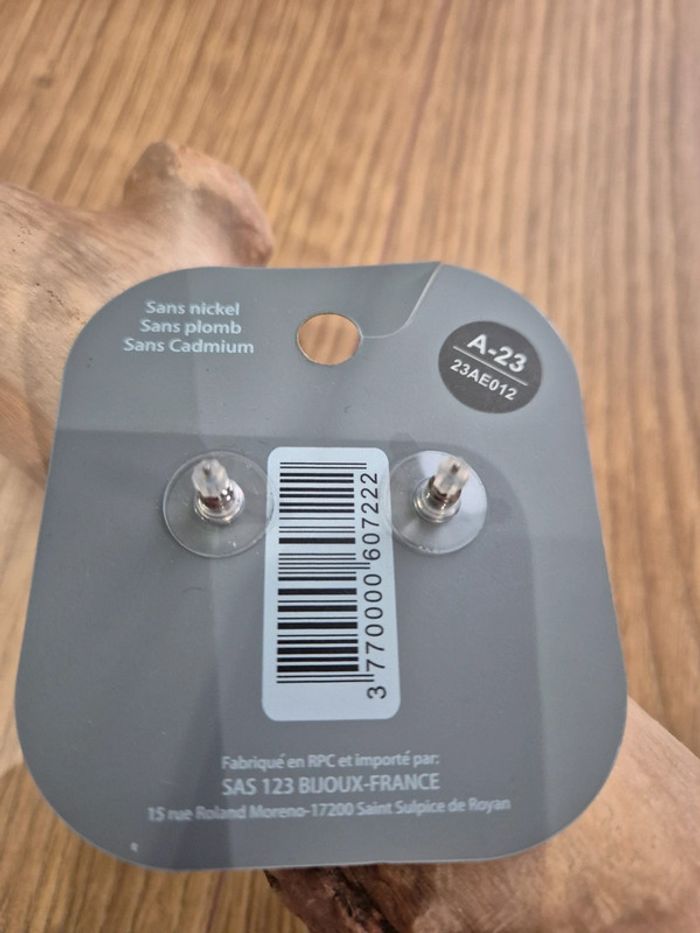 Sans nickel
Sans plomb
Sans Cadmium
A-23
23AE012
3 770000 607222
Fabriqué en RPC et importé par:
SAS 123 BIJOUX-FRANCE
15 rue Roland Moreno-17200 Saint Sulpice de Royan